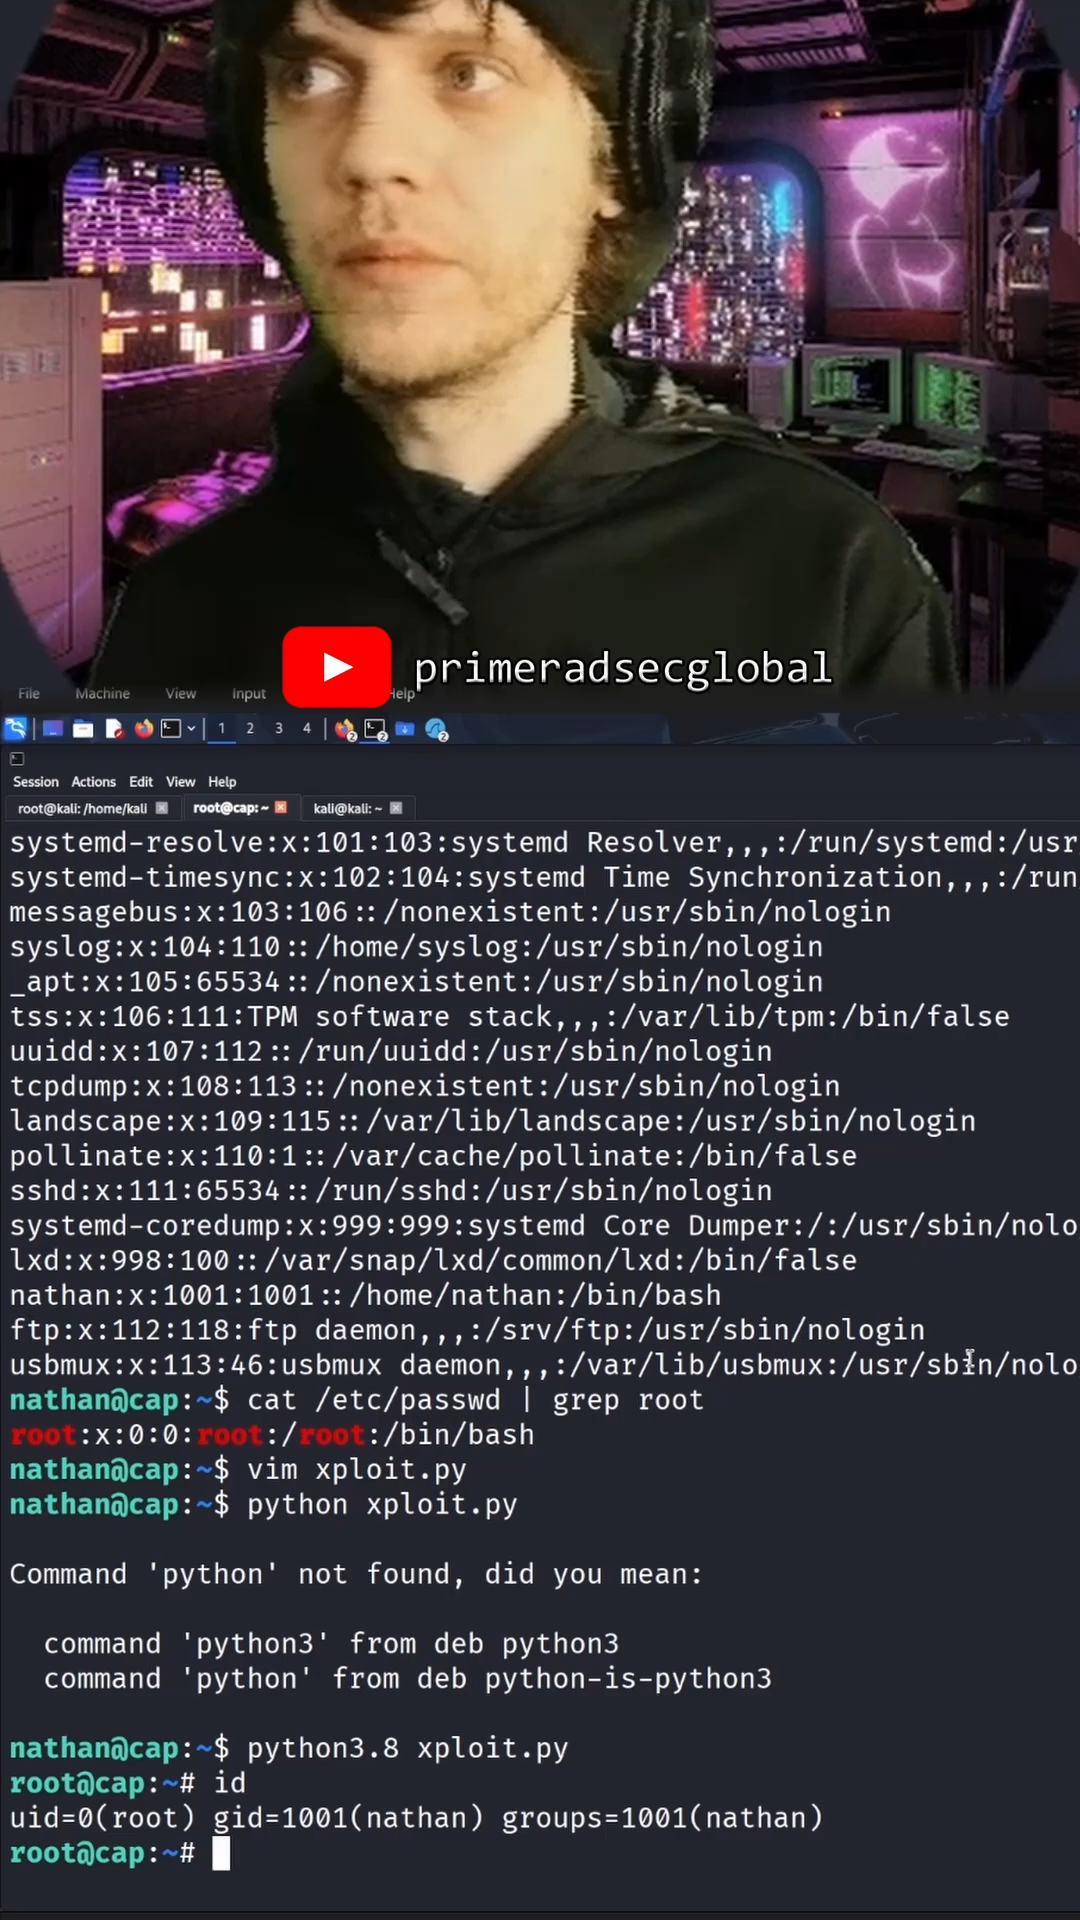 primeradsecglobal
File Machine View Input Help
1 2 3 4 2 2 2
Session Actions Edit View Help
root@kali: /home/kali root@cap: ~ kali@kali: ~
systemd-resolve:x:101:103:systemd Resolver,,,:/run/systemd:/usr
systemd-timesync:x:102:104:systemd Time Synchronization,,,:/run
messagebus:x:103:106::/nonexistent:/usr/sbin/nologin
syslog:x:104:110::/home/syslog:/usr/sbin/nologin
_apt:x:105:65534::/nonexistent:/usr/sbin/nologin
tss:x:106:111:TPM software stack,,,:/var/lib/tpm:/bin/false
uuidd:x:107:112::/run/uuidd:/usr/sbin/nologin
tcpdump:x:108:113::/nonexistent:/usr/sbin/nologin
landscape:x:109:115::/var/lib/landscape:/usr/sbin/nologin
pollinate:x:110:1::/var/cache/pollinate:/bin/false
sshd:x:111:65534::/run/sshd:/usr/sbin/nologin
systemd-coredump:x:999:999:systemd Core Dumper:/:/usr/sbin/nolo
lxd:x:998:100::/var/snap/lxd/common/lxd:/bin/false
nathan:x:1001:1001::/home/nathan:/bin/bash
ftp:x:112:118:ftp daemon,,,:/srv/ftp:/usr/sbin/nologin
usbmux:x:113:46:usbmux daemon,,,:/var/lib/usbmux:/usr/sbin/nolo
nathan@cap:~$ cat /etc/passwd | grep root
root:x:0:0:root:/root:/bin/bash
nathan@cap:~$ vim xploit.py
nathan@cap:~$ python xploit.py
Command 'python' not found, did you mean:
command 'python3' from deb python3
command 'python' from deb python-is-python3
nathan@cap:~$ python3.8 xploit.py
root@cap:~# id
uid=0(root) gid=1001(nathan) groups=1001(nathan)
root@cap:~#